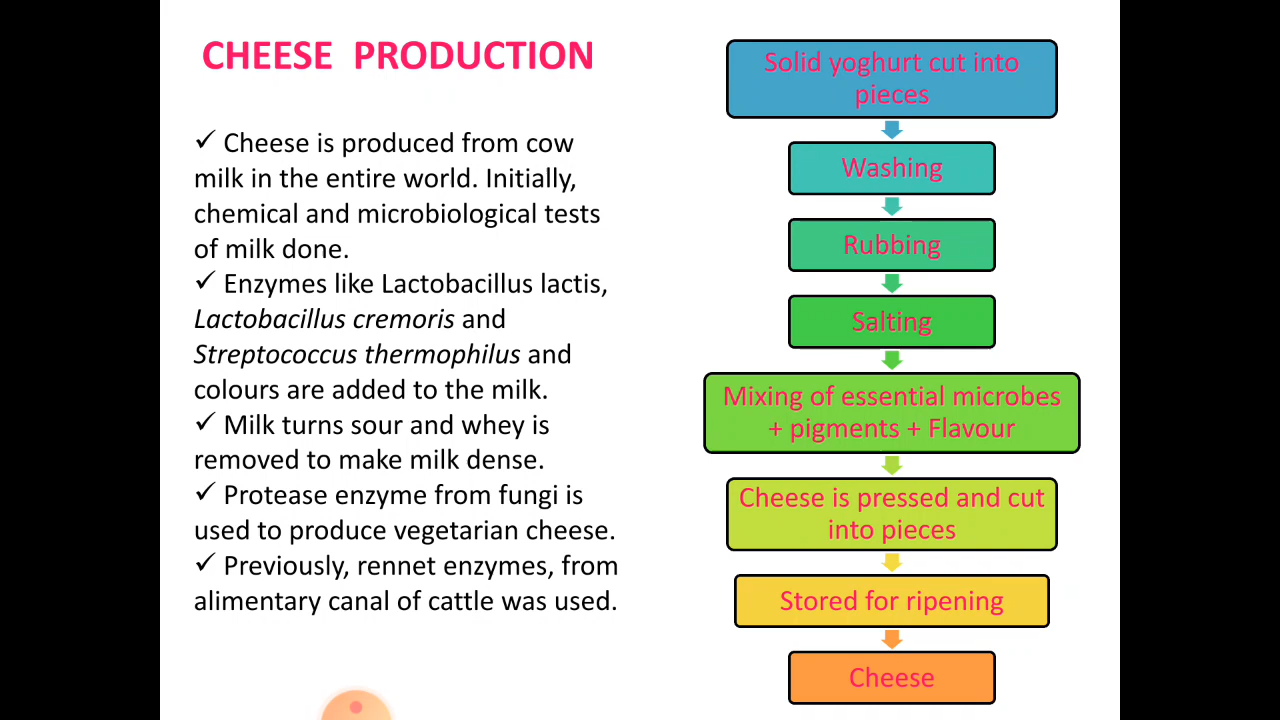 CHEESE PRODUCTION
✓ Cheese is produced from cow
milk in the entire world. Initially,
chemical and microbiological tests
of milk done.
✓ Enzymes like Lactobacillus lactis,
Lactobacillus cremoris and
Streptococcus thermophilus and
colours are added to the milk.
✓ Milk turns sour and whey is
removed to make milk dense.
✓ Protease enzyme from fungi is
used to produce vegetarian cheese.
✓ Previously, rennet enzymes, from
alimentary canal of cattle was used.
Solid yoghurt cut into
pieces
Washing
Rubbing
Salting
Mixing of essential microbes
+ pigments + Flavour
Cheese is pressed and cut
into pieces
Stored for ripening
Cheese